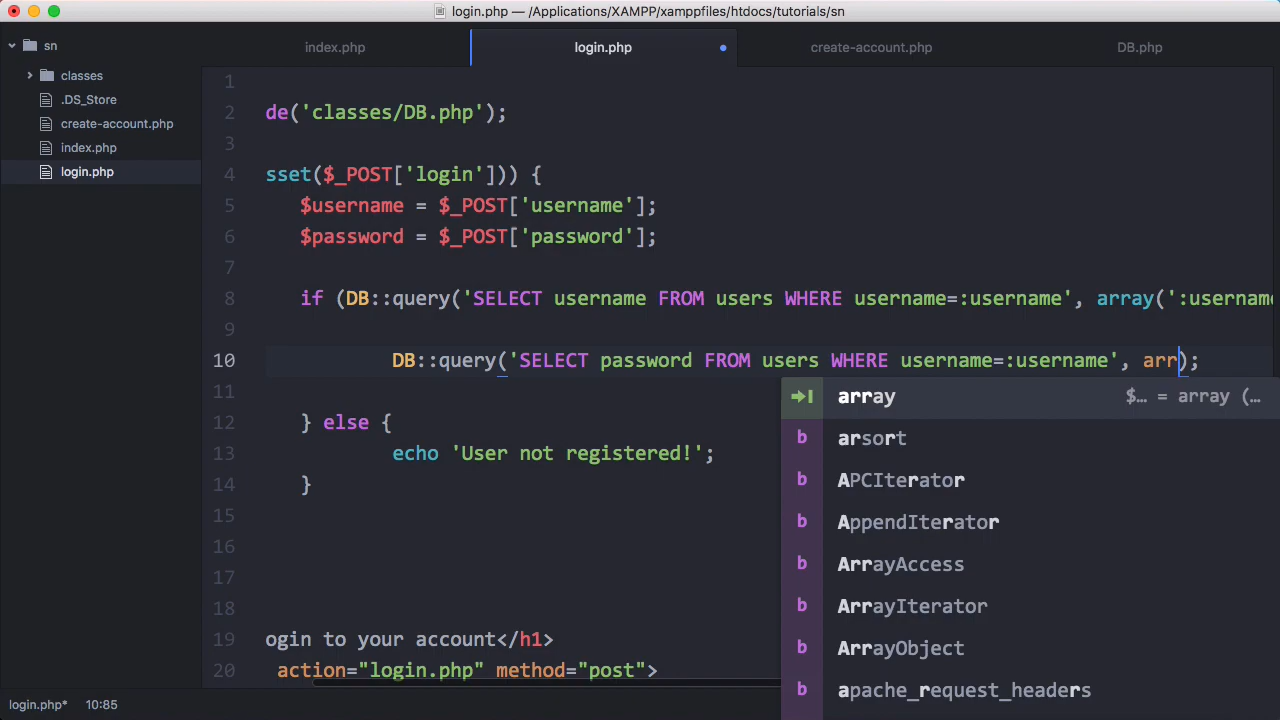 login.php — /Applications/XAMPP/xamppfiles/htdocs/tutorials/sn
sn
classes
.DS_Store
create-account.php
index.php
login.php
index.php
login.php
create-account.php
DB.php
1
2 de('classes/DB.php');
3
4 sset($_POST['login'])) {
5 $username = $_POST['username'];
6 $password = $_POST['password'];
7
8 if (DB::query('SELECT username FROM users WHERE username=:username', array(':username
9
10 DB::query('SELECT password FROM users WHERE username=:username', arr);
11
12 } else {
13 echo 'User not registered!';
14 }
15
16
17
18
19 ogin to your account</h1>
20 action="login.php" method="post">
array $… = array (…
b arsort
b APCIterator
b AppendIterator
b ArrayAccess
b ArrayIterator
b ArrayObject
b apache_request_headers
login.php* 10:85